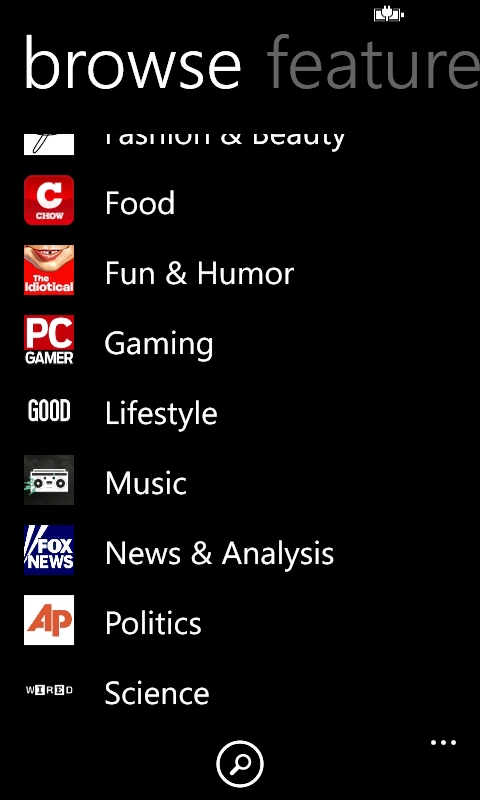 browse feature
Fashion & Beauty
C
CHOW
Food
The
Idiotical
Fun & Humor
PC
GAMER
Gaming
GOOD
Lifestyle
Music
FOX
NEWS
News & Analysis
AP
Politics
WIRED
Science